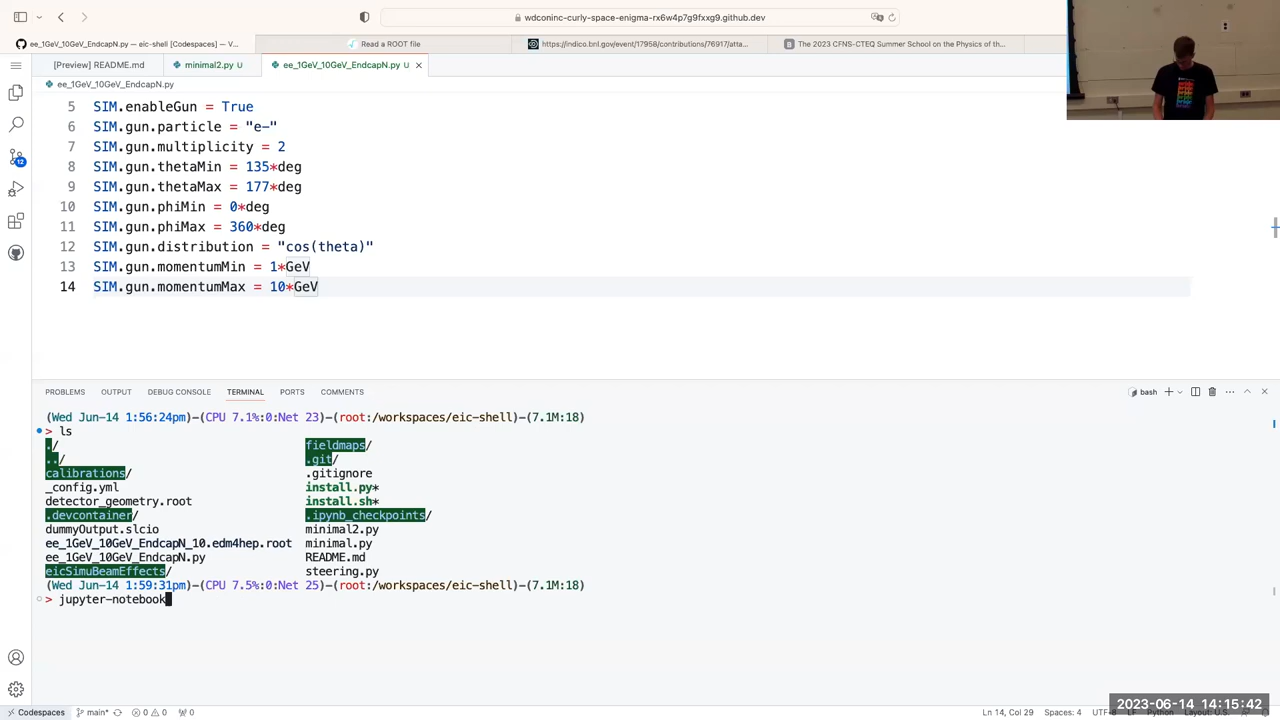 wdconinc-curly-space-enigma-rx6w4p7g9fxxg9.github.dev
ee_1GeV_10GeV_EndcapN.py — eic-shell [Codespaces] — V...
Read a ROOT file
https://indico.bnl.gov/event/17958/contributions/76917/atta...
The 2023 CFNS-CTEQ Summer School on the Physics of th...
[Preview] README.md
minimal2.py U
ee_1GeV_10GeV_EndcapN.py U
ee_1GeV_10GeV_EndcapN.py
5 SIM.enableGun = True
6 SIM.gun.particle = "e-"
7 SIM.gun.multiplicity = 2
8 SIM.gun.thetaMin = 135*deg
9 SIM.gun.thetaMax = 177*deg
10 SIM.gun.phiMin = 0*deg
11 SIM.gun.phiMax = 360*deg
12 SIM.gun.distribution = "cos(theta)"
13 SIM.gun.momentumMin = 1*GeV
14 SIM.gun.momentumMax = 10*GeV
12
PROBLEMS OUTPUT DEBUG CONSOLE TERMINAL PORTS COMMENTS
bash
(Wed Jun-14 1:56:24pm)-(CPU 7.1%:0:Net 23)-(root:/workspaces/eic-shell)-(7.1M:18)
> ls
./ fieldmaps/
../ .git/
calibrations/ .gitignore
_config.yml install.py*
detector_geometry.root install.sh*
.devcontainer/ .ipynb_checkpoints/
dummyOutput.slcio minimal2.py
ee_1GeV_10GeV_EndcapN_10.edm4hep.root minimal.py
ee_1GeV_10GeV_EndcapN.py README.md
eicSimuBeamEffects/ steering.py
(Wed Jun-14 1:59:31pm)-(CPU 7.5%:0:Net 25)-(root:/workspaces/eic-shell)-(7.1M:18)
> jupyter-notebook
Codespaces main* 0 0 0
Ln 14, Col 29 Spaces: 4
2023-06-14 14:15:42